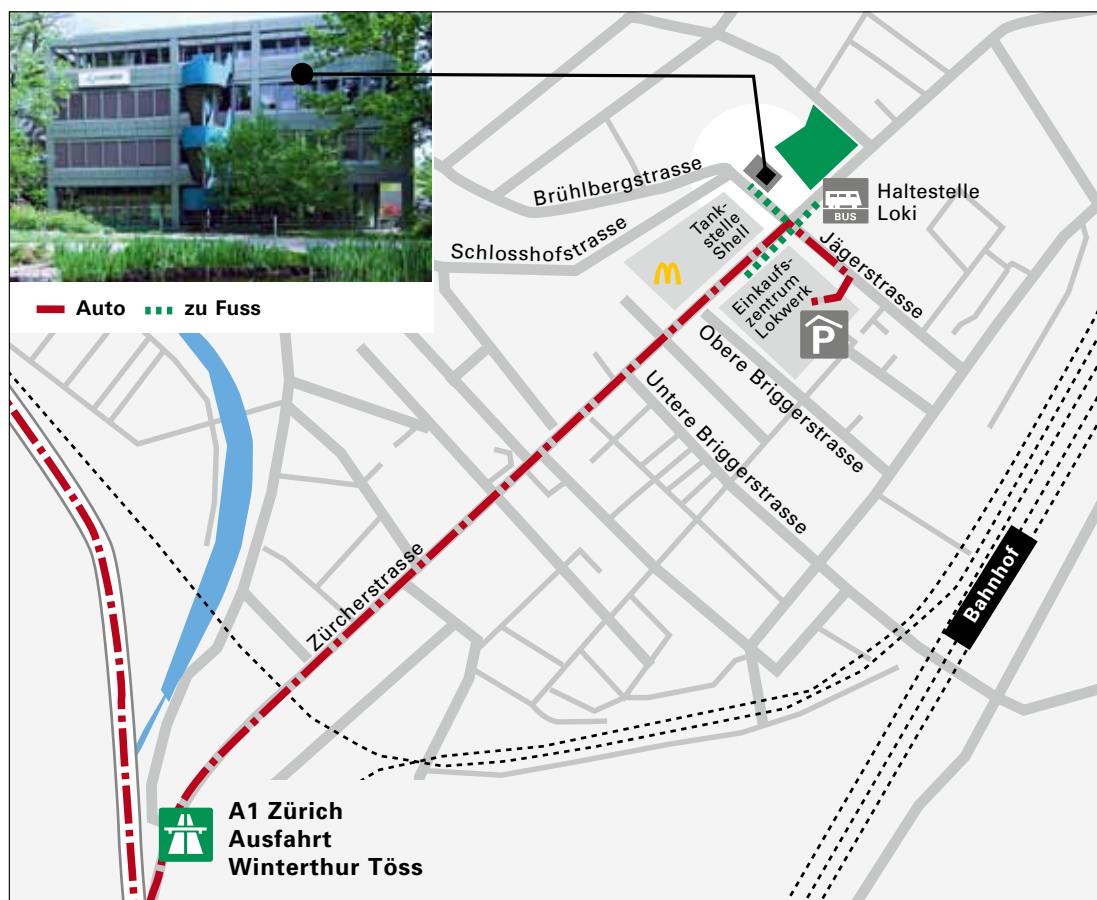 Auto
zu Fuss
Brühlbergstrasse
Schlosshofstrasse
Tank-
stelle
Shell
BUS
Haltestelle
Loki
Jägerstrasse
Einkaufs-
zentrum
Lokwerk
P
Obere Briggerstrasse
Untere Briggerstrasse
Zürcherstrasse
Bahnhof
A1 Zürich
Ausfahrt
Winterthur Töss